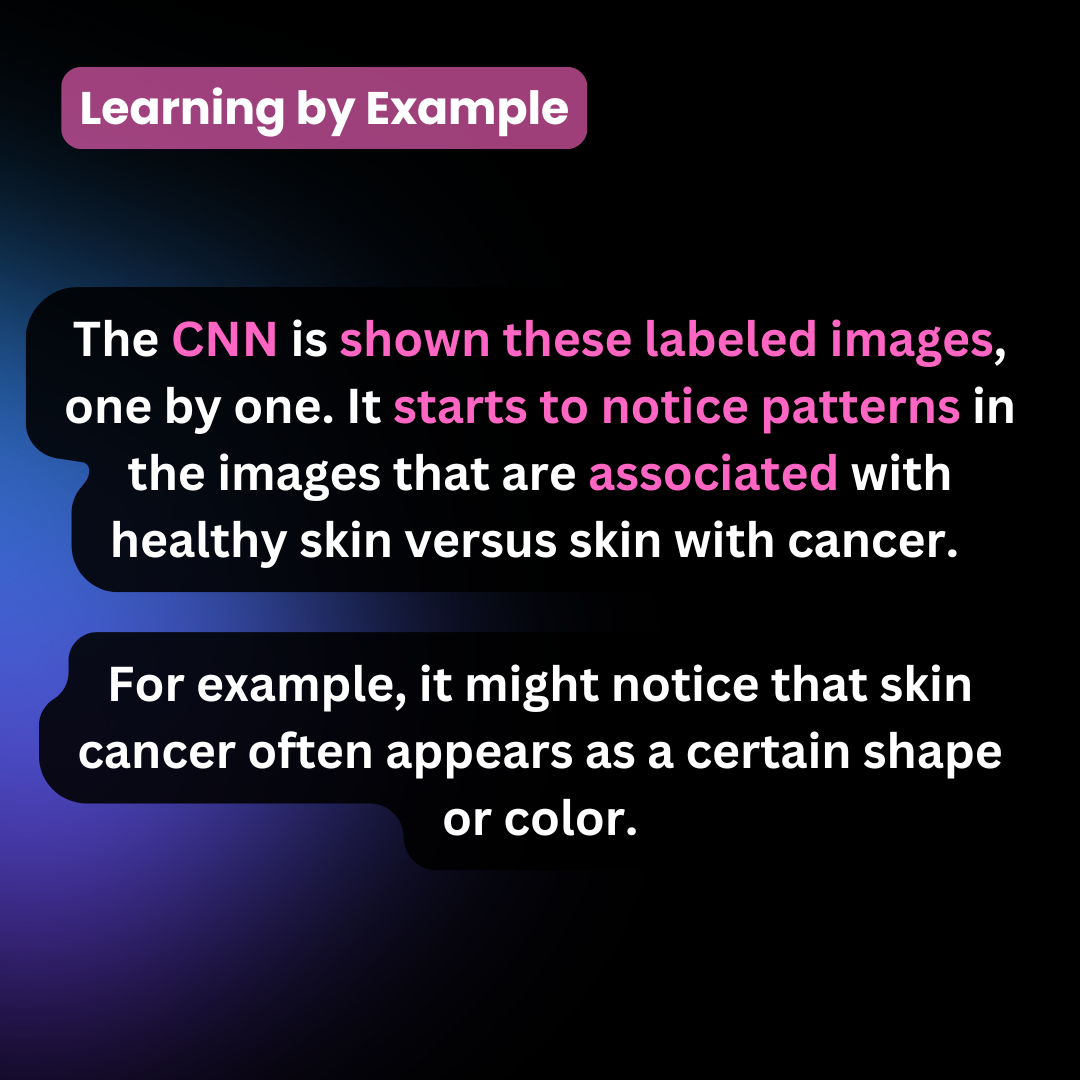 Learning by Example
The CNN is shown these labeled images,
one by one. It starts to notice patterns in
the images that are associated with
healthy skin versus skin with cancer.
For example, it might notice that skin
cancer often appears as a certain shape
or color.